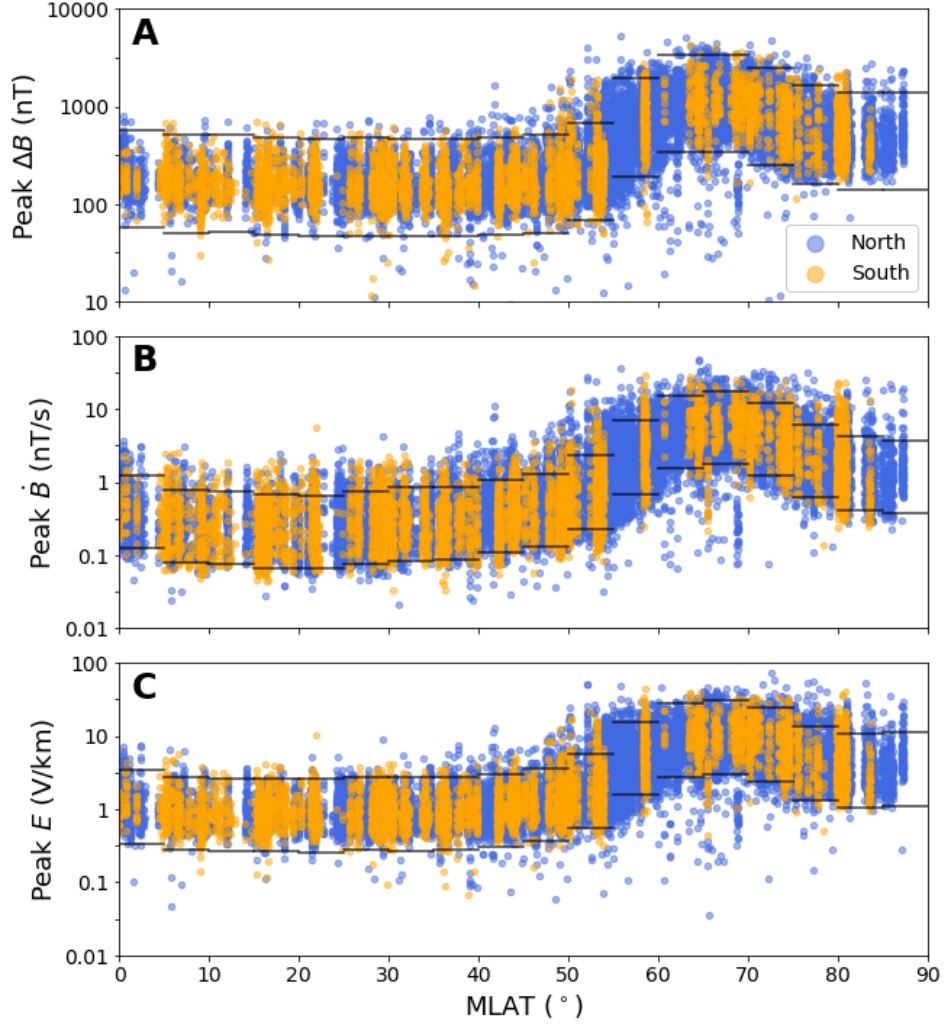 A
Peak ΔB (nT)
10000
1000
100
10
North
South
B
Peak Ḃ (nT/s)
100
10
1
0.1
0.01
C
Peak E (V/km)
100
10
1
0.1
0.01
0 10 20 30 40 50 60 70 80 90
MLAT (°)